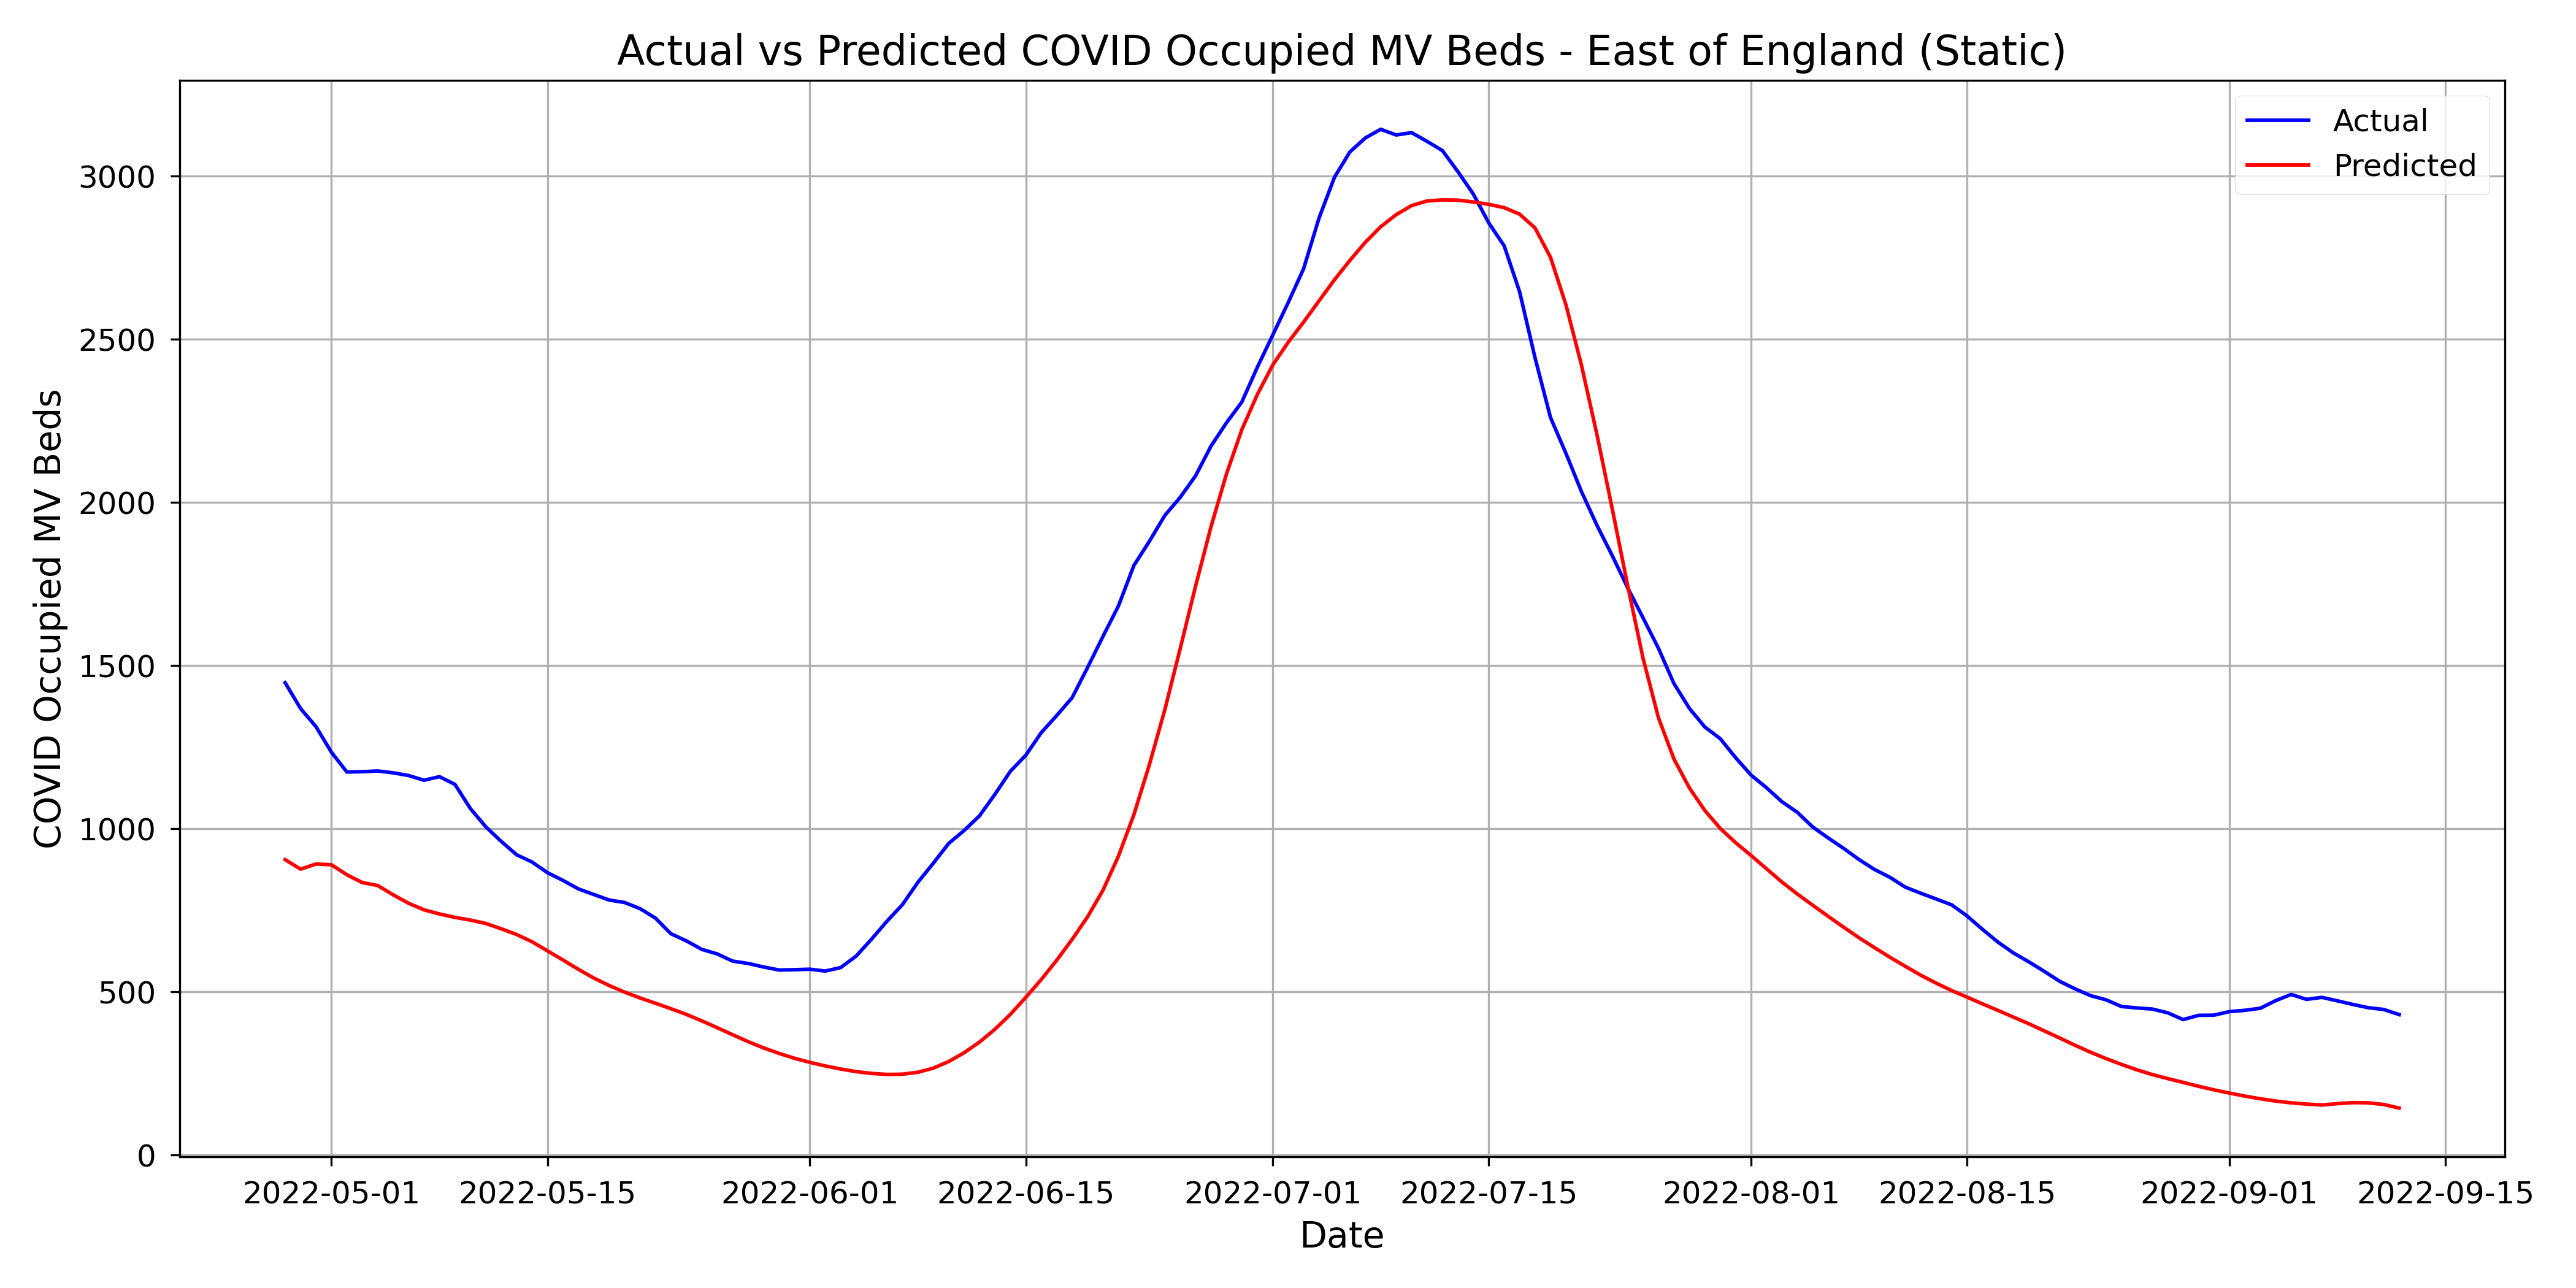 Actual vs Predicted COVID Occupied MV Beds - East of England (Static)
Actual
Predicted
COVID Occupied MV Beds
3000
2500
2000
1500
1000
500
0
2022-05-01 2022-05-15 2022-06-01 2022-06-15 2022-07-01 2022-07-15 2022-08-01 2022-08-15 2022-09-01 2022-09-15
Date